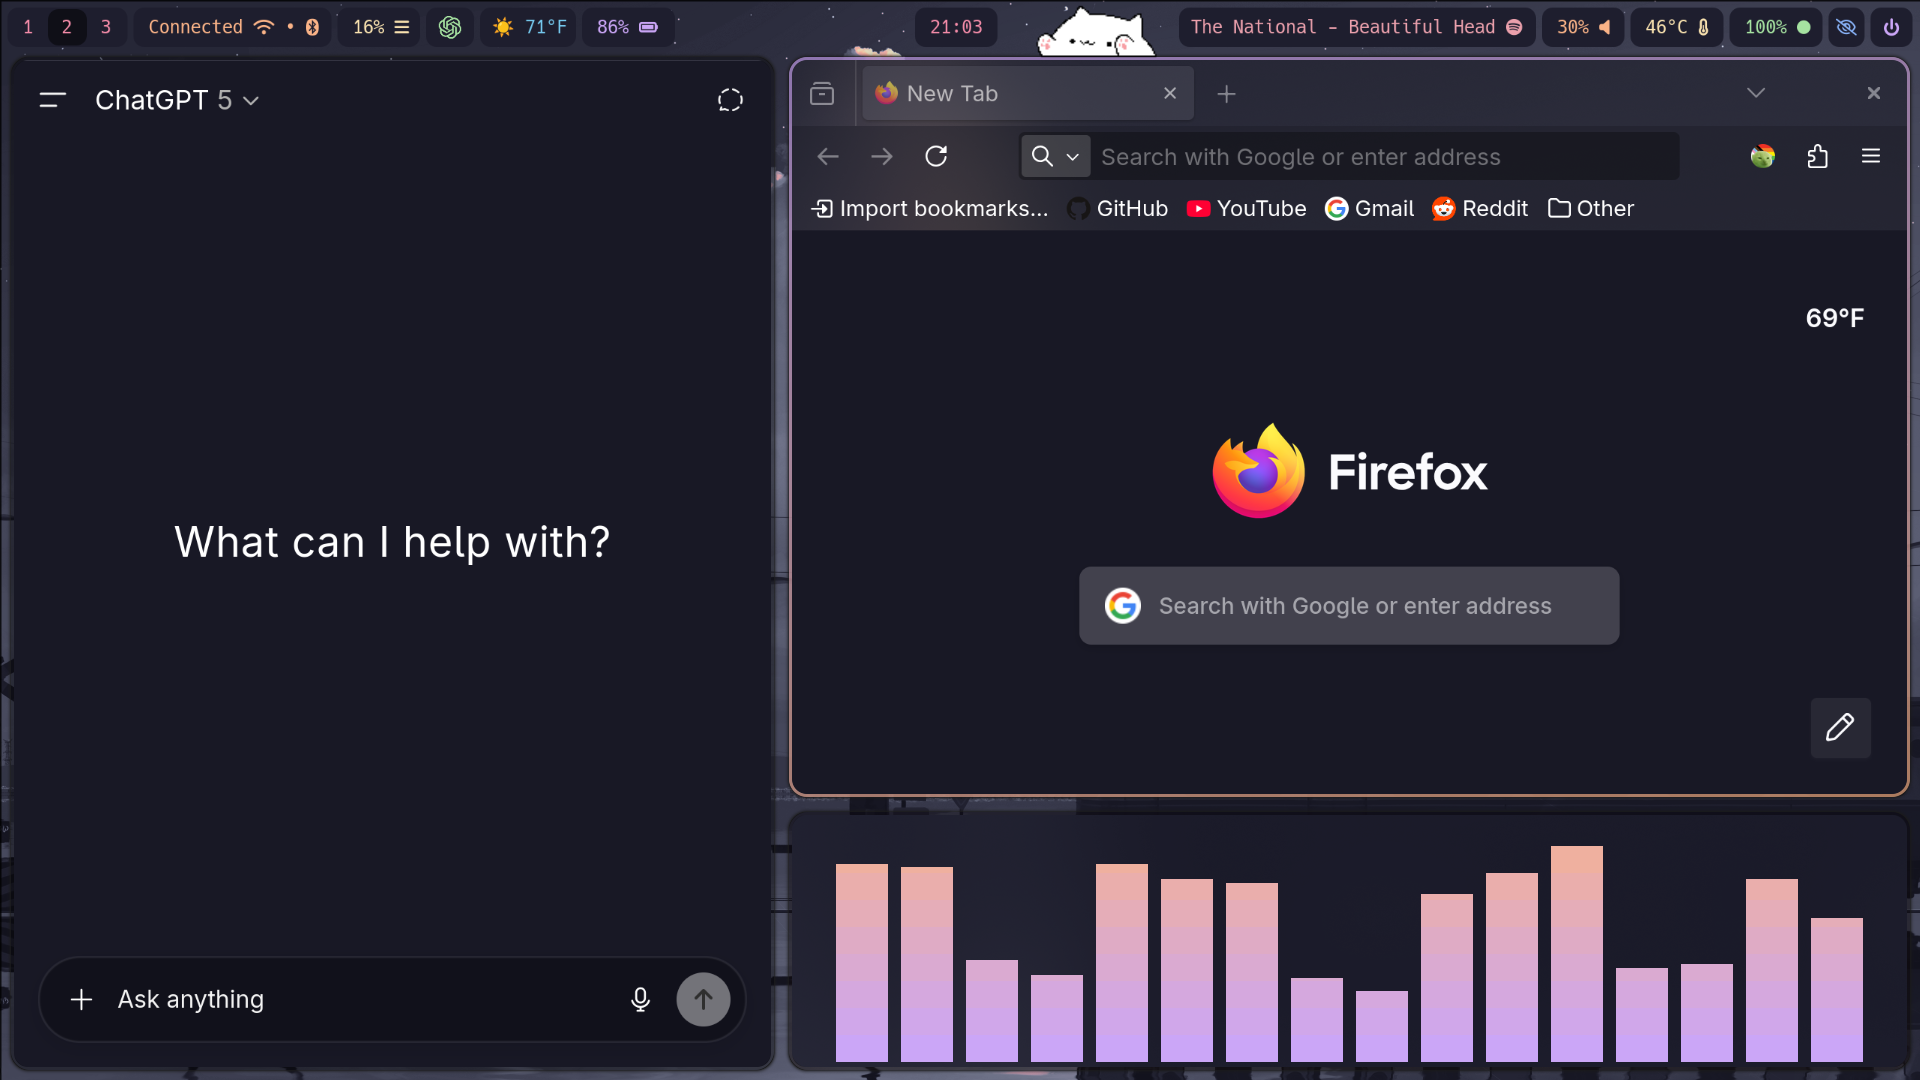 1 2 3 Connected 16% 71°F 86% 21:03 The National - Beautiful Head 30% 46°C 100%
ChatGPT 5
What can I help with?
Ask anything
New Tab
Search with Google or enter address
Import bookmarks... GitHub YouTube Gmail Reddit Other
69°F
Firefox
Search with Google or enter address